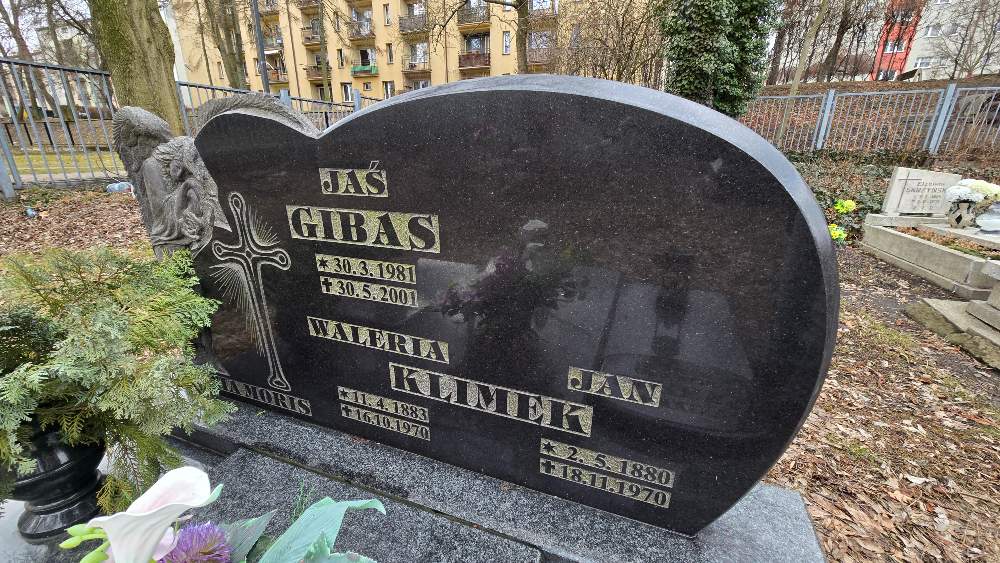 JAŚ
GIBAS
* 30.3.1981
✝ 30.5.2001
WALERIA
JAN
KLIMEK
* 11.4.1883
✝ 16.10.1970
* 2.5.1880
✝ 18.11.1970